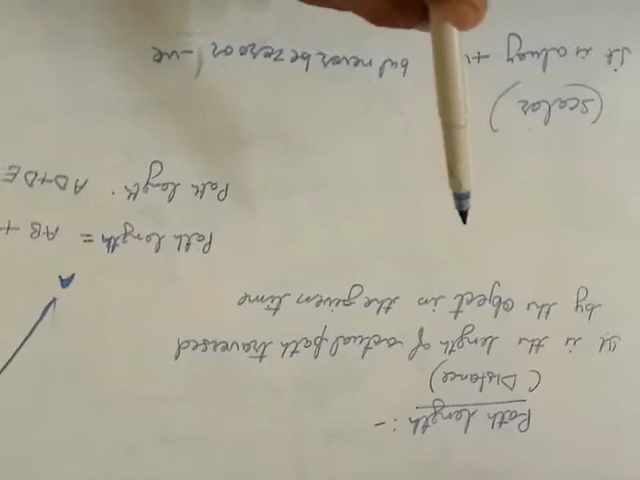 Path length :-
( Distance)
It is the length of actual path traversed
by the object in the given time
(scalar)
It is alway +v
but never be zero or -ve
A
Path length = AB +
Path length. AD+DE